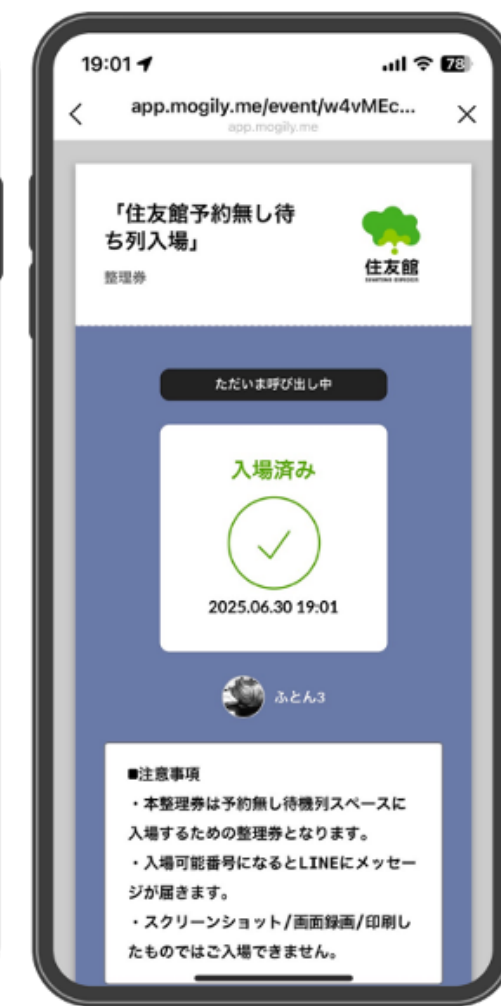 19:01
78
app.mogily.me/event/w4vMEc...
app.mogily.me
「住友館予約無し待
ち列入場」
整理券
住友館
ただいま呼び出し中
入場済み
2025.06.30 19:01
ふとん3
■注意事項
・本整理券は予約無し待機列スペースに
入場するための整理券となります。
・入場可能番号になるとLINEにメッセー
ジが届きます。
・スクリーンショット/画面録画/印刷し
たものではご入場できません。